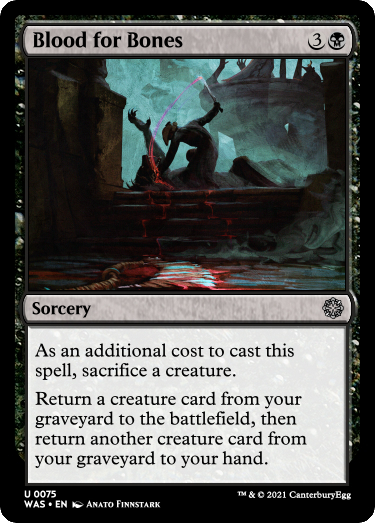 Blood for Bones 3
Sorcery
As an additional cost to cast this
spell, sacrifice a creature.
Return a creature card from your
graveyard to the battlefield, then
return another creature card from
your graveyard to your hand.
U 0075 ™ & © 2021 CanterburyEgg
WAS • EN Anato Finnstark